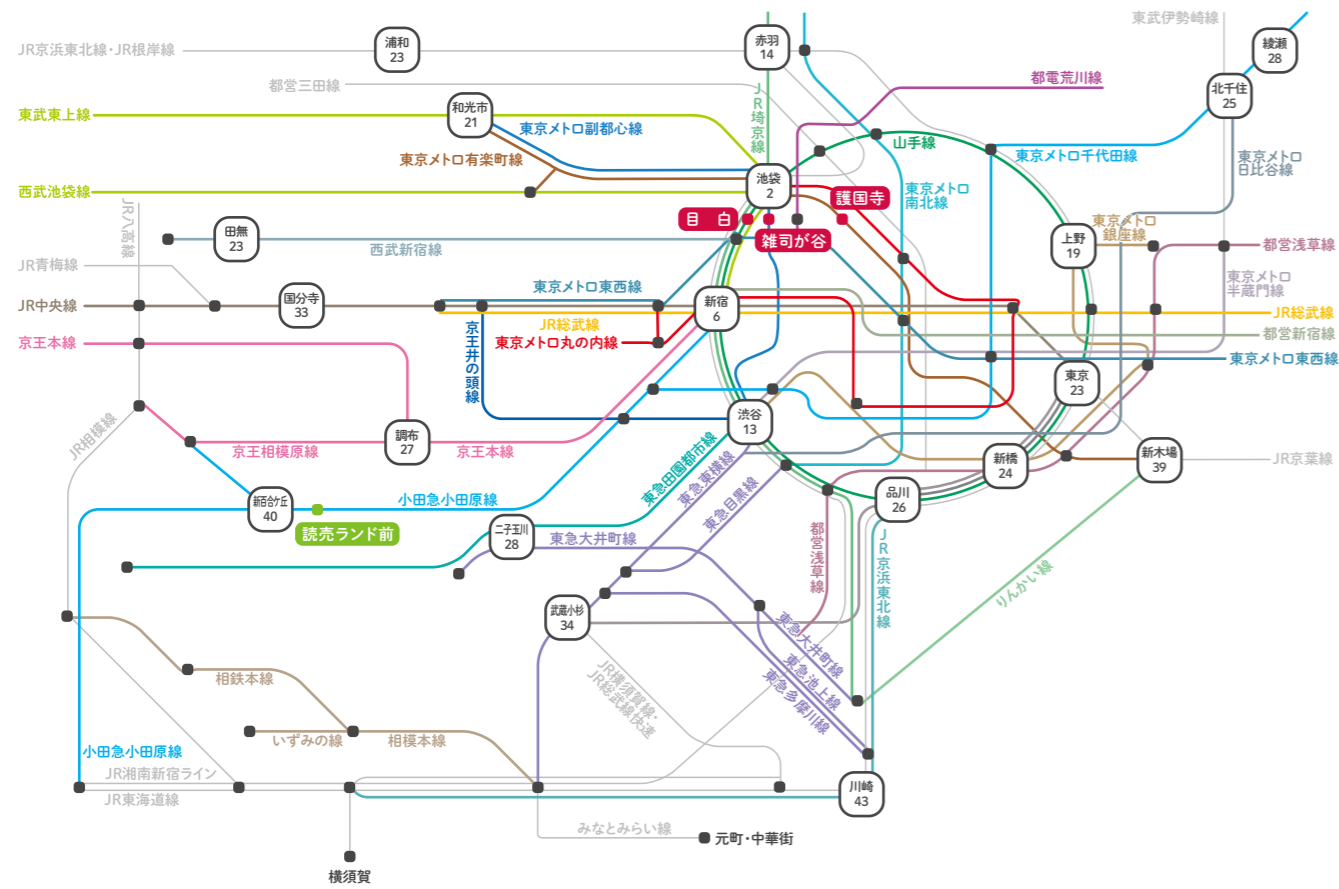 東武伊勢崎線
浦和
23
赤羽
14
綾瀬
28
JR京浜東北線・JR根岸線
都営三田線
都電荒川線
北千住
25
東武東上線
和光市
21
東京メトロ副都心線
JR埼京線
山手線
東京メトロ千代田線
東京メトロ有楽町線
東京メトロ
日比谷線
西武池袋線
池袋
2
東京メトロ
南北線
護国寺
目 白
雑司が谷
JR八高線
東京メトロ
銀座線
田無
23
西武新宿線
上野
19
都営浅草線
JR青梅線
東京メトロ東西線
東京メトロ
半蔵門線
JR中央線
国分寺
33
新宿
6
JR総武線
JR総武線
京王本線
京王井の頭線
東京メトロ丸の内線
都営新宿線
東京メトロ東西線
東京
23
JR相模線
調布
27
渋谷
13
京王相模原線
京王本線
東急田園都市線
東急東横線
新橋
24
新木場
39
JR京葉線
新百合ケ丘
40
小田急小田原線
東急目黒線
品川
26
読売ランド前
二子玉川
28
東急大井町線
都営浅草線
JR京浜東北線
りんかい線
武蔵小杉
34
東急大井町線
東急池上線
東急多摩川線
JR横須賀線・
JR総武線快速
相鉄本線
いずみの線
相模本線
小田急小田原線
JR湘南新宿ライン
JR東海道線
川崎
43
みなとみらい線
元町・中華街
横須賀